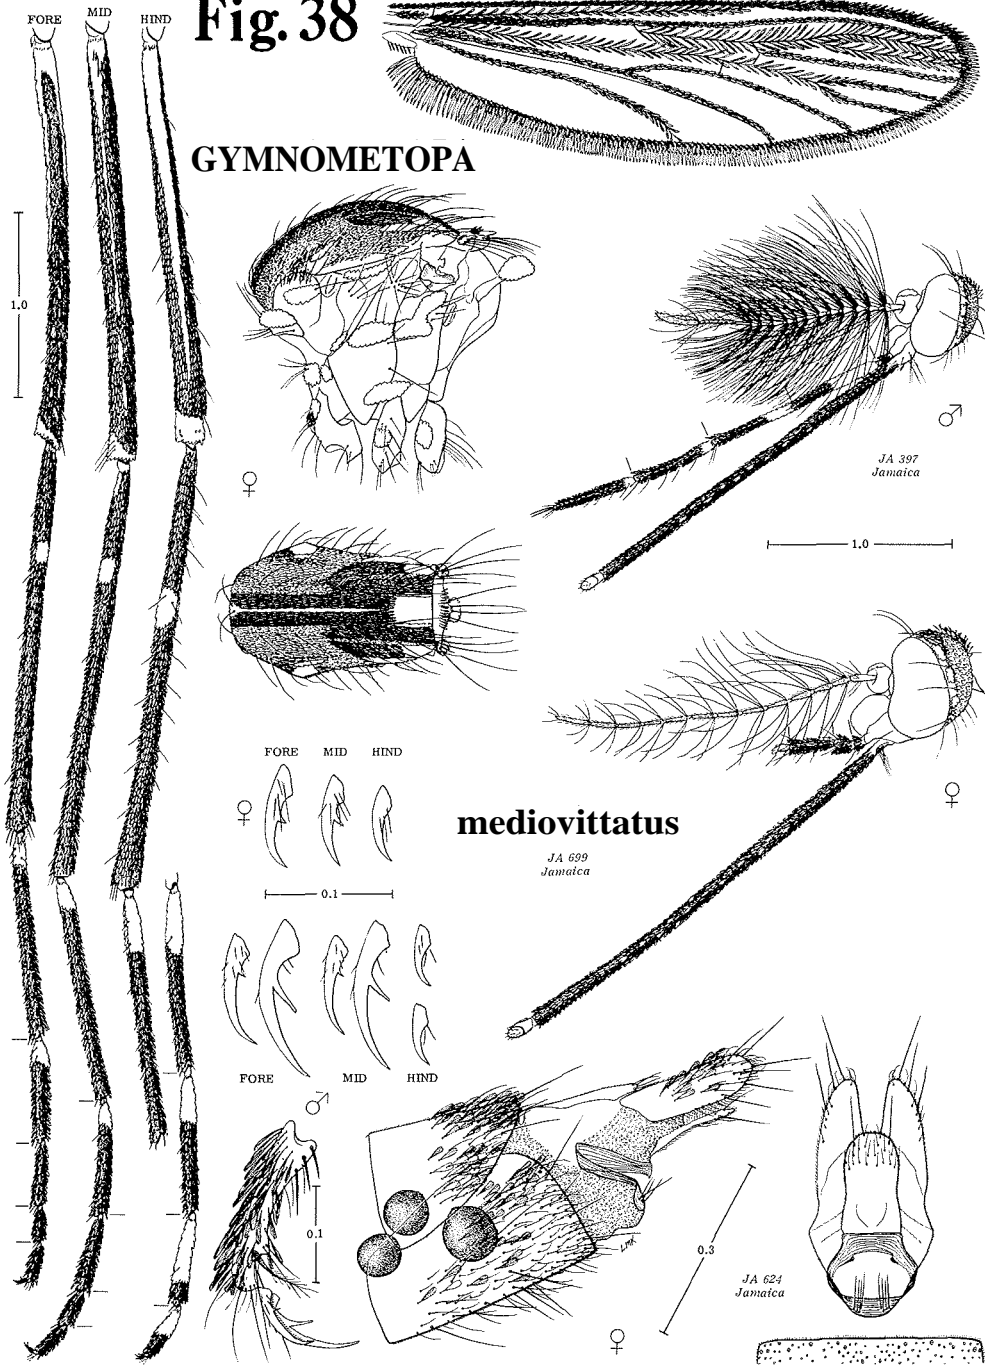 FORE MID HIND
Fig. 38
GYMNOMETOPA
1.0
♀
♂
JA 397
Jamaica
1.0
FORE MID HIND
♀
♀
mediovittatus
JA 699
Jamaica
0.1
FORE MID HIND
♂
0.1
0.3
JA 624
Jamaica
♀